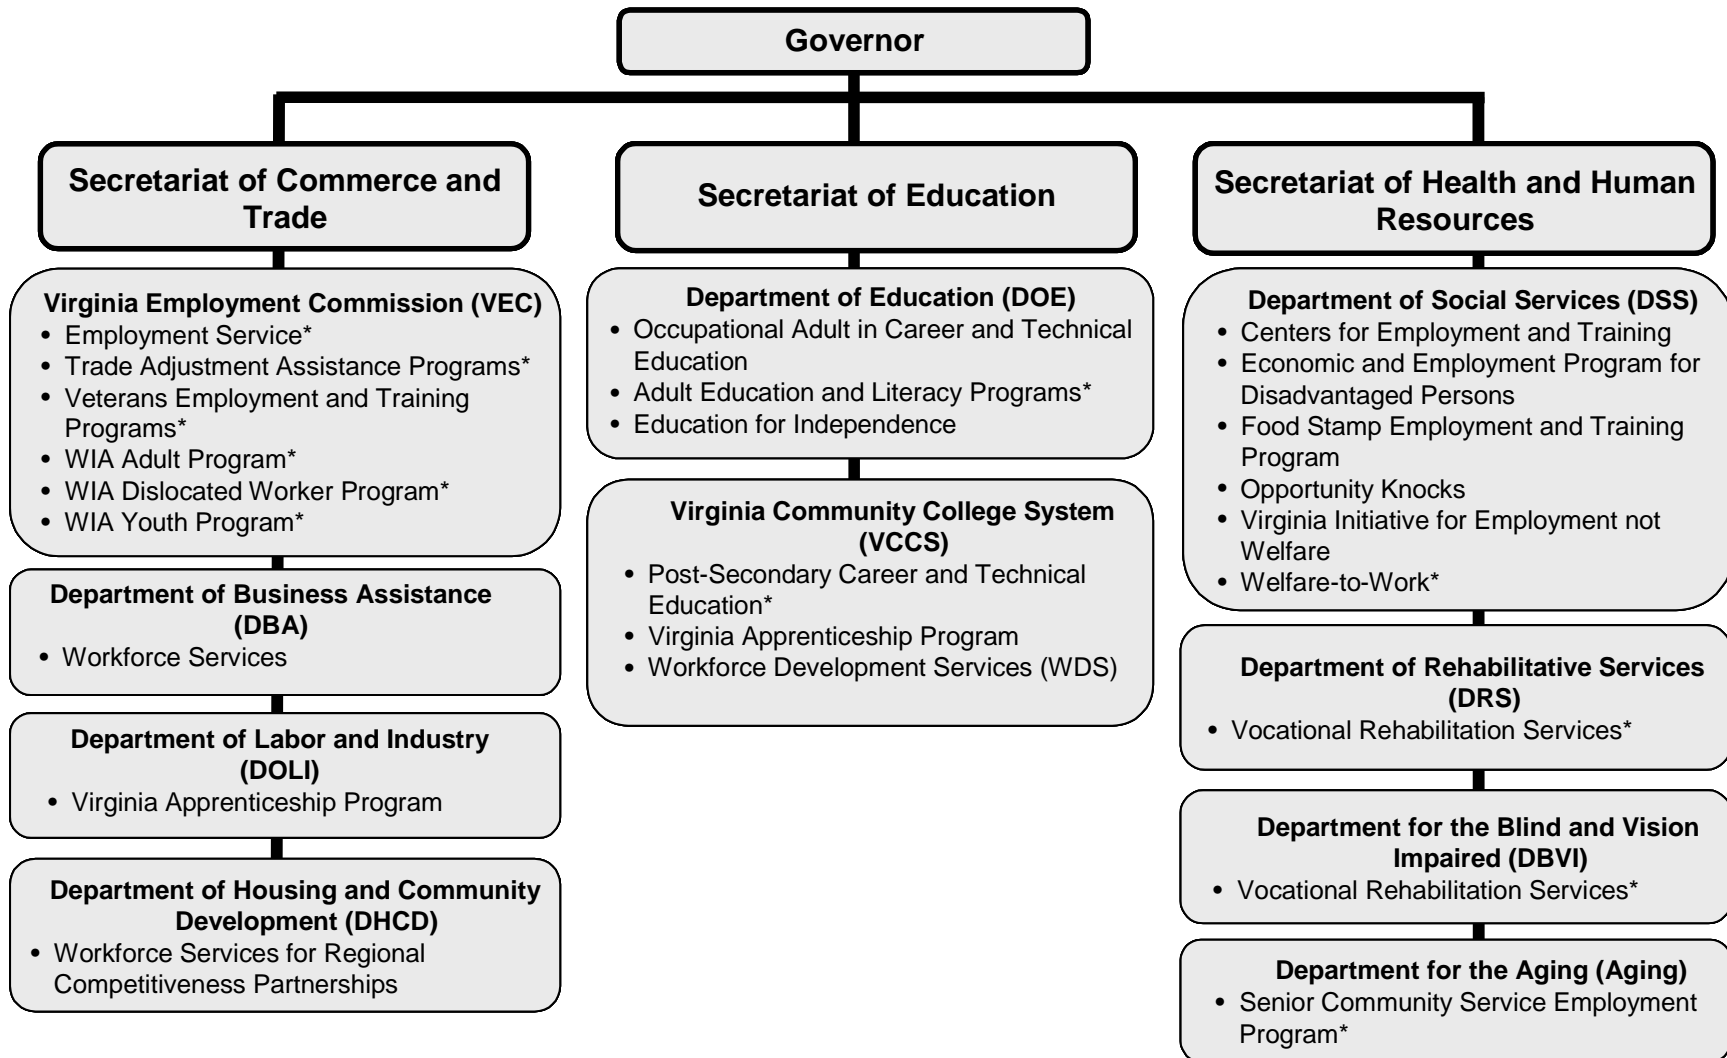 Governor
Secretariat of Commerce and
Trade
Virginia Employment Commission (VEC)
• Employment Service*
• Trade Adjustment Assistance Programs*
• Veterans Employment and Training
Programs*
• WIA Adult Program*
• WIA Dislocated Worker Program*
• WIA Youth Program*
Department of Business Assistance
(DBA)
• Workforce Services
Department of Labor and Industry
(DOLI)
• Virginia Apprenticeship Program
Department of Housing and Community
Development (DHCD)
• Workforce Services for Regional
Competitiveness Partnerships
Secretariat of Education
Department of Education (DOE)
• Occupational Adult in Career and Technical
Education
• Adult Education and Literacy Programs*
• Education for Independence
Virginia Community College System
(VCCS)
• Post-Secondary Career and Technical
Education*
• Virginia Apprenticeship Program
• Workforce Development Services (WDS)
Secretariat of Health and Human
Resources
Department of Social Services (DSS)
• Centers for Employment and Training
• Economic and Employment Program for
Disadvantaged Persons
• Food Stamp Employment and Training
Program
• Opportunity Knocks
• Virginia Initiative for Employment not
Welfare
• Welfare-to-Work*
Department of Rehabilitative Services
(DRS)
• Vocational Rehabilitation Services*
Department for the Blind and Vision
Impaired (DBVI)
• Vocational Rehabilitation Services*
Department for the Aging (Aging)
• Senior Community Service Employment
Program*